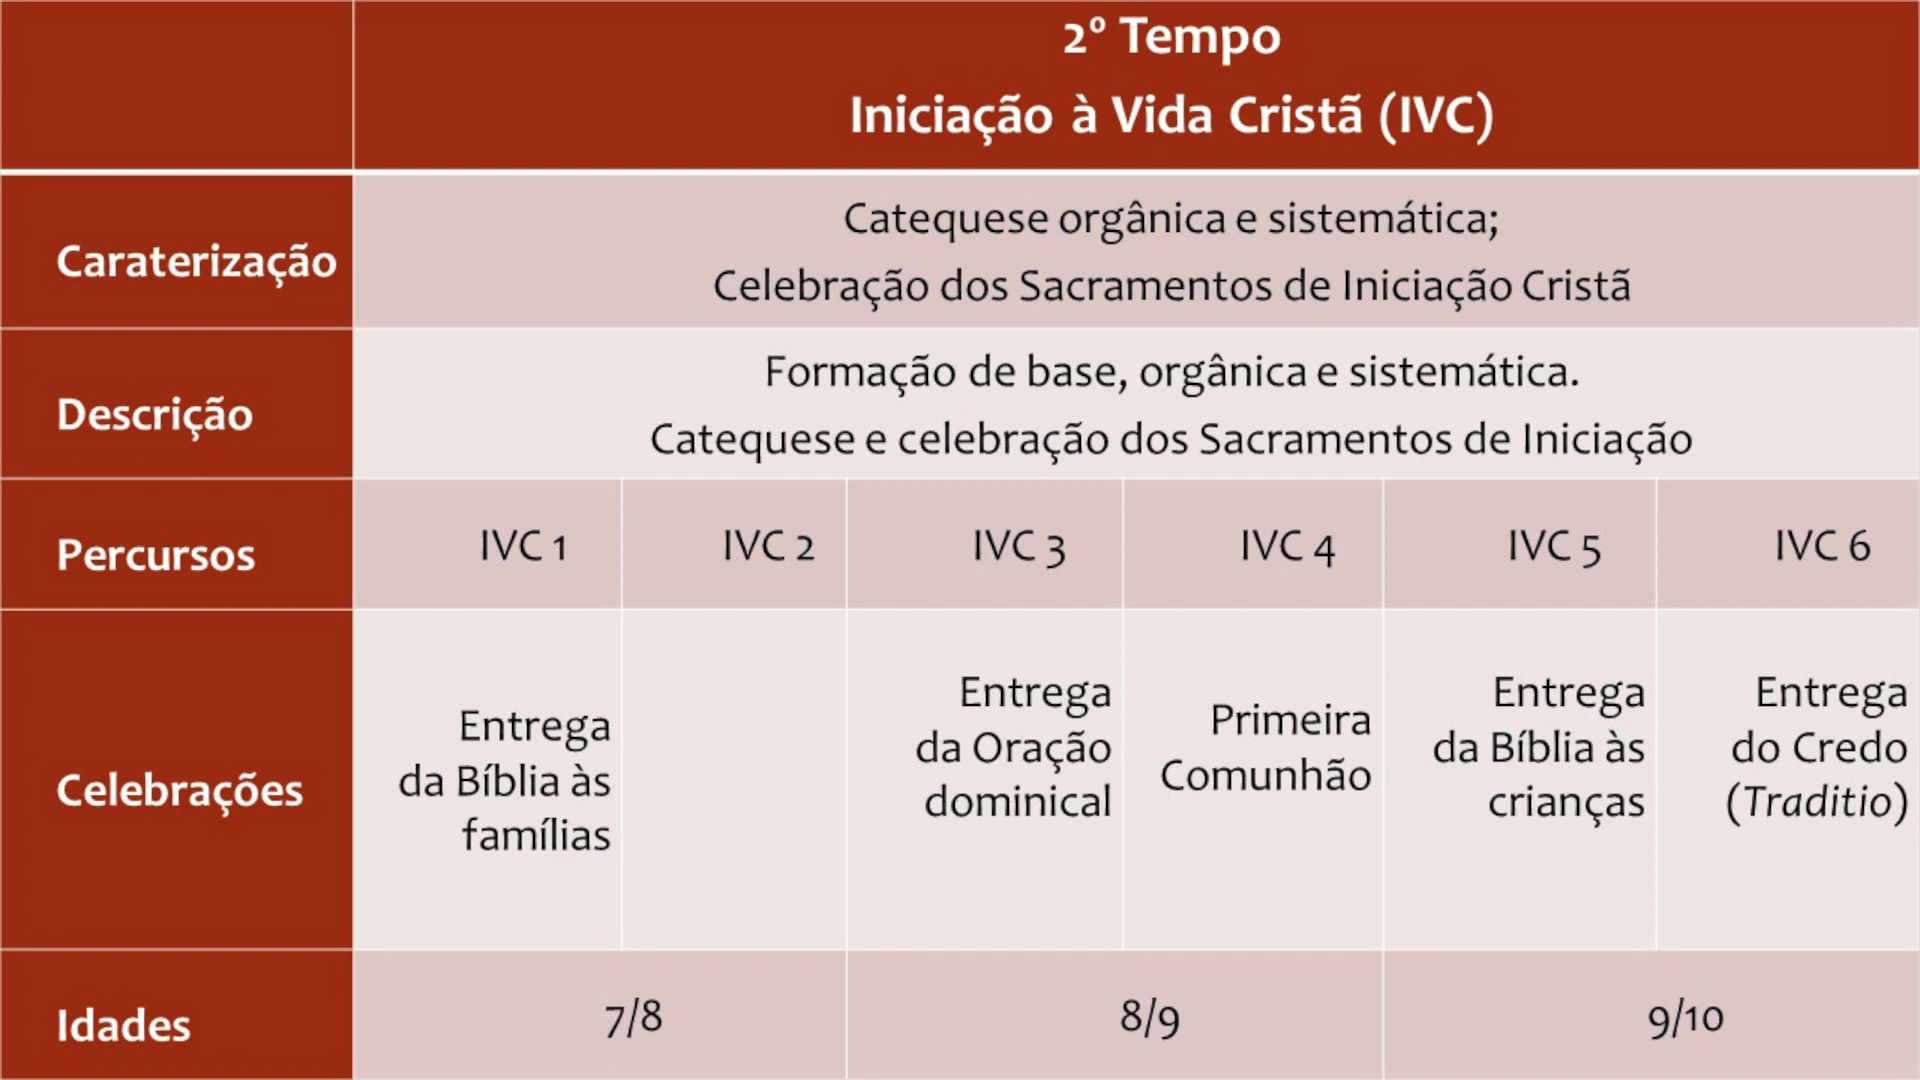 2º Tempo
Iniciação à Vida Cristã (IVC)
Caraterização
Catequese orgânica e sistemática;
Celebração dos Sacramentos de Iniciação Cristã
Descrição
Formação de base, orgânica e sistemática.
Catequese e celebração dos Sacramentos de Iniciação
Percursos
IVC 1
IVC 2
IVC 3
IVC 4
IVC 5
IVC 6
Celebrações
Entrega
da Bíblia às
famílias
Entrega
da Oração
dominical
Primeira
Comunhão
Entrega
da Bíblia às
crianças
Entrega
do Credo
(Traditio)
Idades
7/8
8/9
9/10